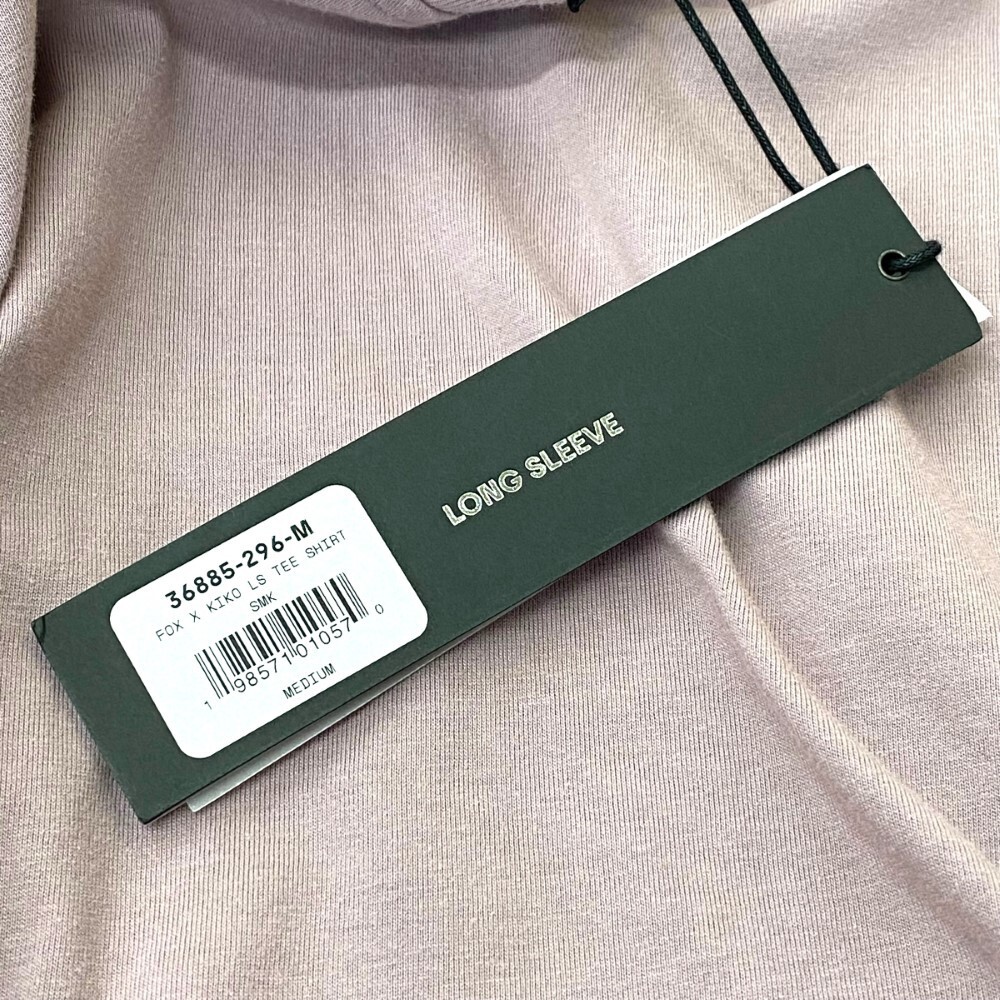 LONG SLEEVE
36885-296-M
FOX X KIKO LS TEE SHIRT
SMK
1 98571 01057 0
MEDIUM